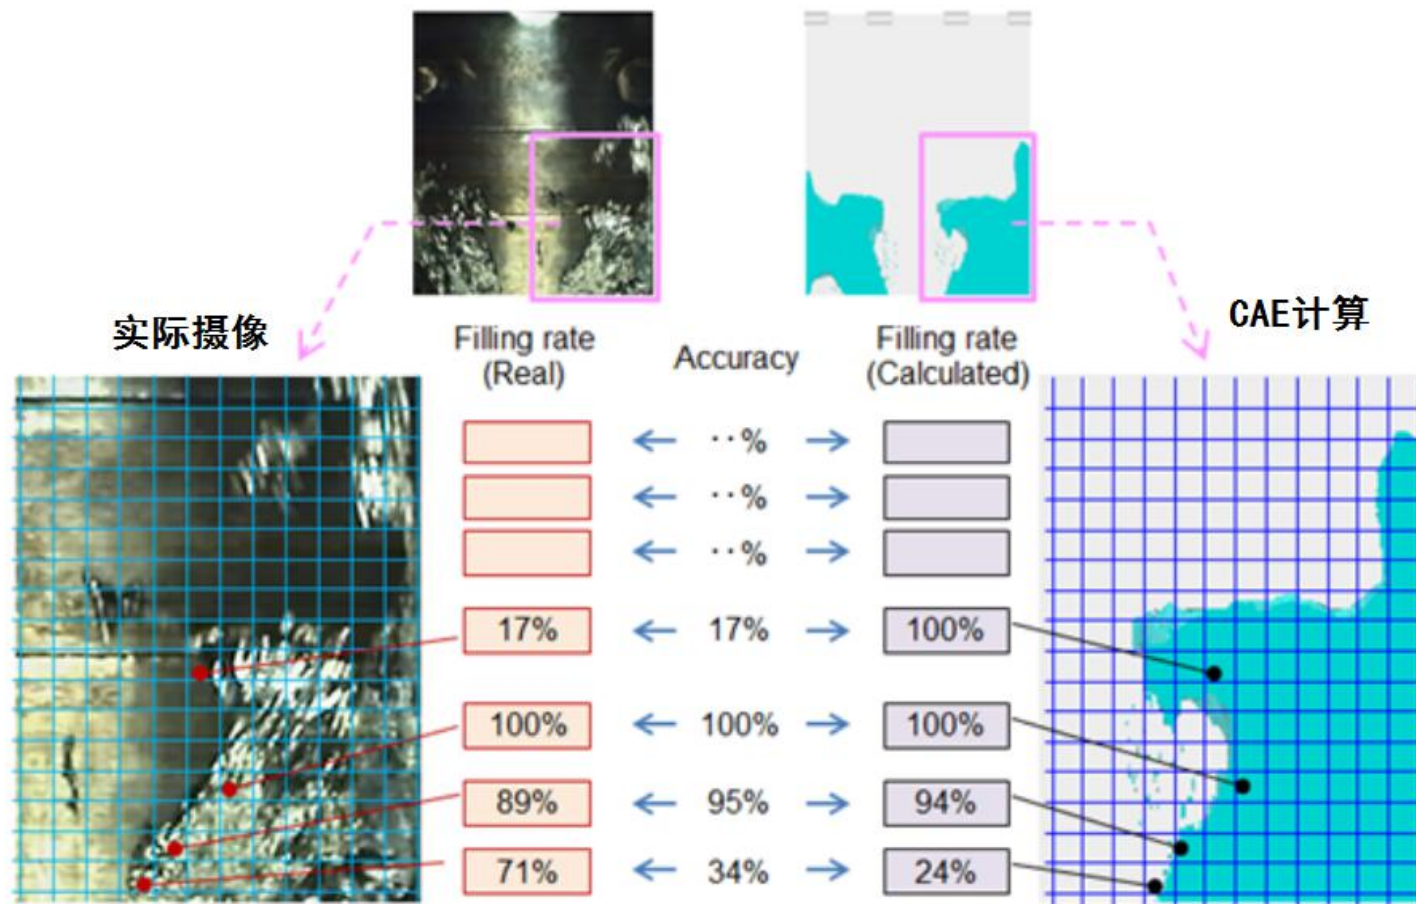 实际摄像
CAE计算
Filling rate
(Real)
Accuracy
Filling rate
(Calculated)
··%
··%
··%
17%
17%
100%
100%
100%
100%
89%
95%
94%
71%
34%
24%